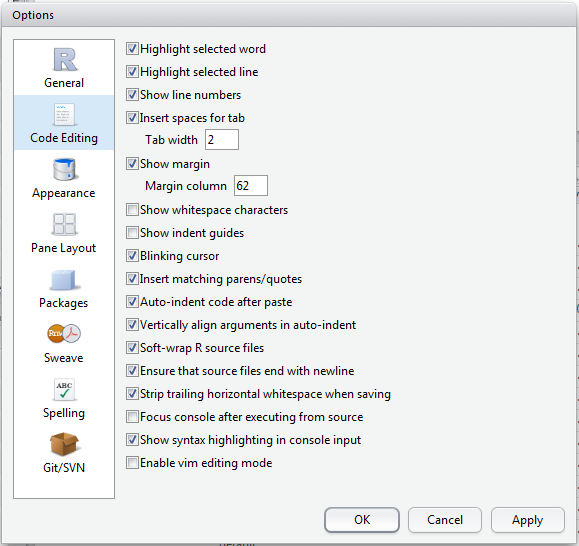 Options
R
General
Code Editing
Appearance
Pane Layout
Packages
Rnw
Sweave
ABC
Spelling
Git/SVN
Highlight selected word
Highlight selected line
Show line numbers
Insert spaces for tab
Tab width 2
Show margin
Margin column 62
Show whitespace characters
Show indent guides
Blinking cursor
Insert matching parens/quotes
Auto-indent code after paste
Vertically align arguments in auto-indent
Soft-wrap R source files
Ensure that source files end with newline
Strip trailing horizontal whitespace when saving
Focus console after executing from source
Show syntax highlighting in console input
Enable vim editing mode
OK Cancel Apply